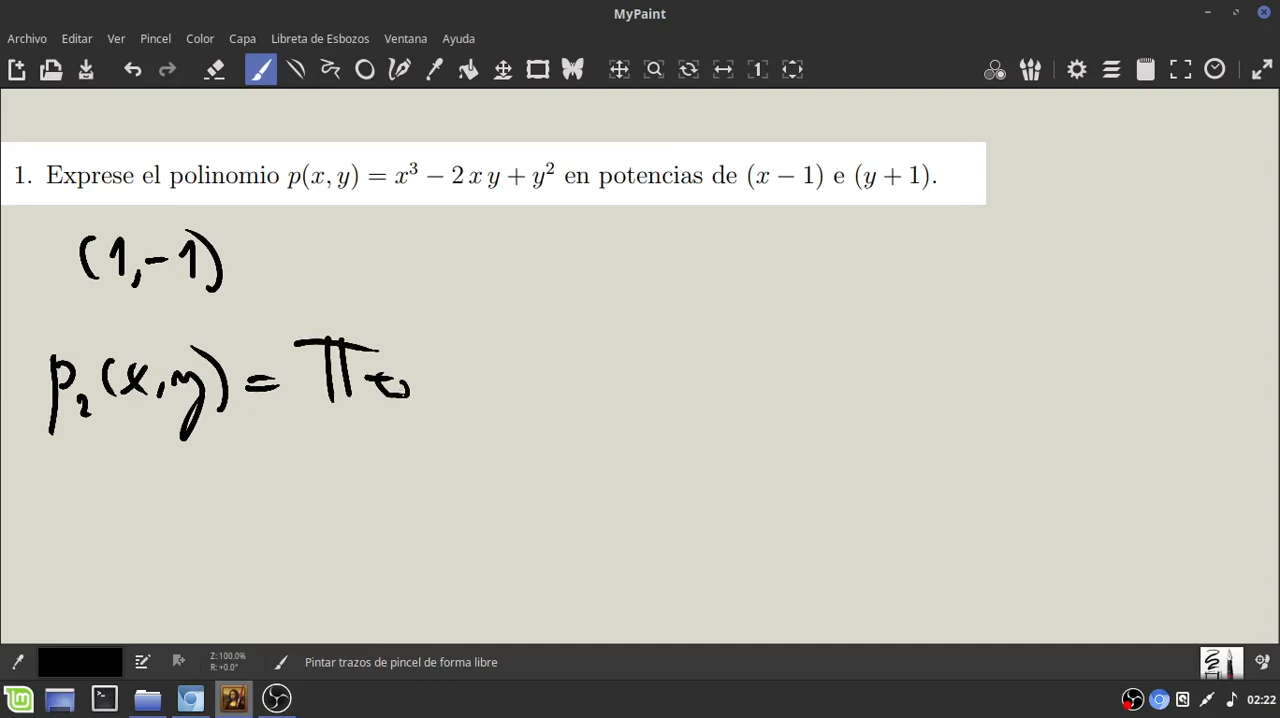 MyPaint
Archivo Editar Ver Pincel Color Capa Libreta de Esbozos Ventana Ayuda
1. Exprese el polinomio p(x, y) = x³ − 2 x y + y² en potencias de (x − 1) e (y + 1).
(1,-1)
p₂(x,y) = π
Z: 100.0%
R: +0.0°
Pintar trazos de pincel de forma libre
02:22